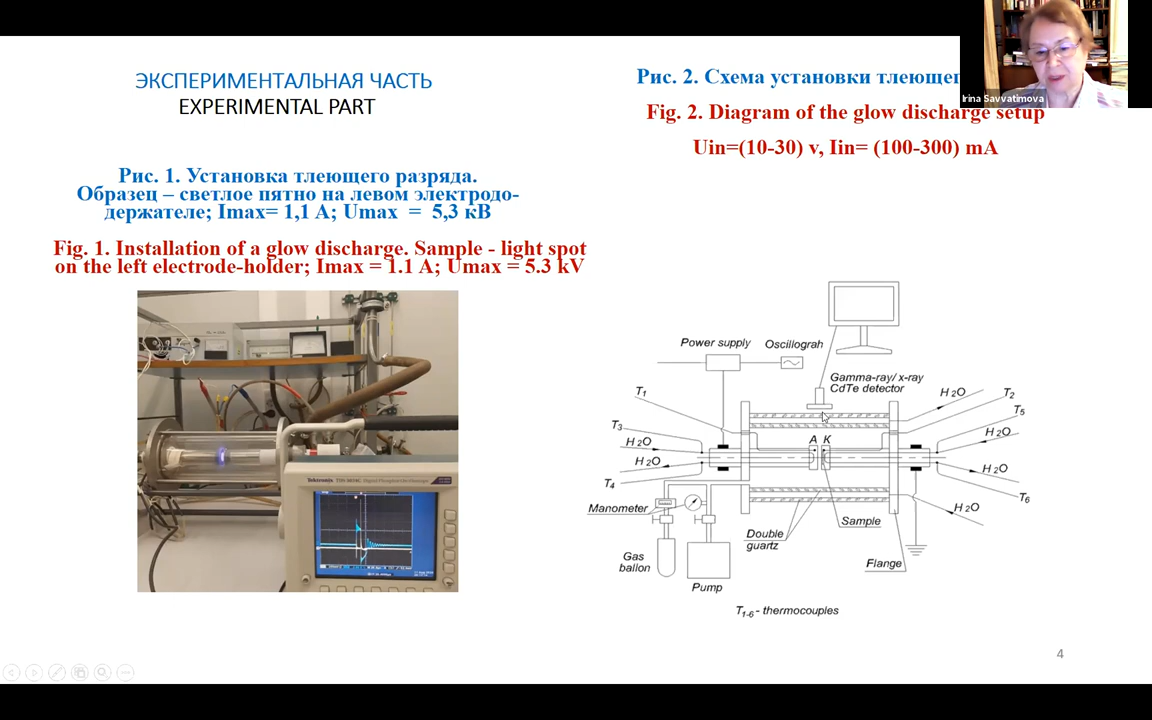 ЭКСПЕРИМЕНТАЛЬНАЯ ЧАСТЬ
EXPERIMENTAL PART
Рис. 1. Установка тлеющего разряда.
Образец – светлое пятно на левом электродо-
держателе; Imax= 1,1 А; Umax = 5,3 кВ
Fig. 1. Installation of a glow discharge. Sample - light spot
on the left electrode-holder; Imax = 1.1 A; Umax = 5.3 kV
Tektronix
Рис. 2. Схема установки
Irina Savvatimova
Fig. 2. Diagram of the glow discharge setup
Uin=(10-30) v, Iin= (100-300) mA
Power supply
Oscillograh
Gamma-ray/ x-ray
CdTe detector
T1
T3
H2O
H2O
T4
A K
H2O
T2
T5
H2O
H2O
T6
H2O
Manometer
Gas
ballon
Pump
Double
guartz
Sample
Flange
T1-6 - thermocouples
4